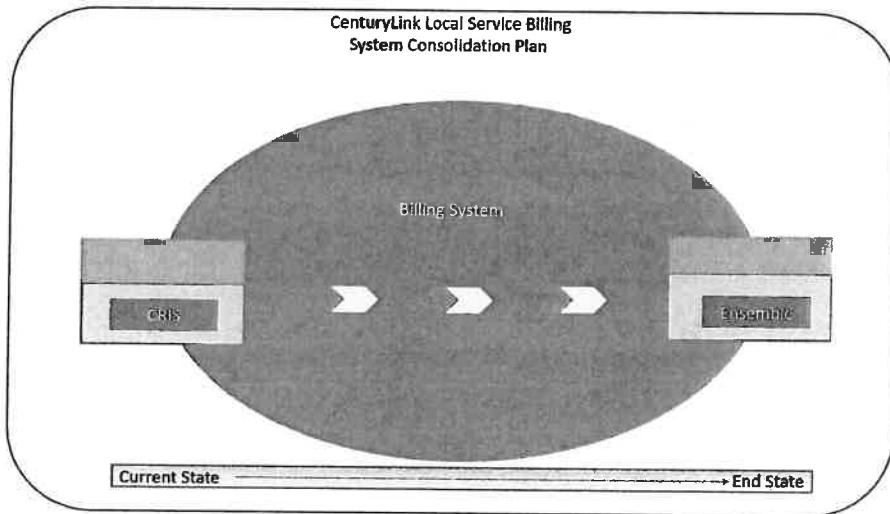 CenturyLink Local Service Billing
System Consolidation Plan
Billing System
CRIS
Ensemble
Current State
End State